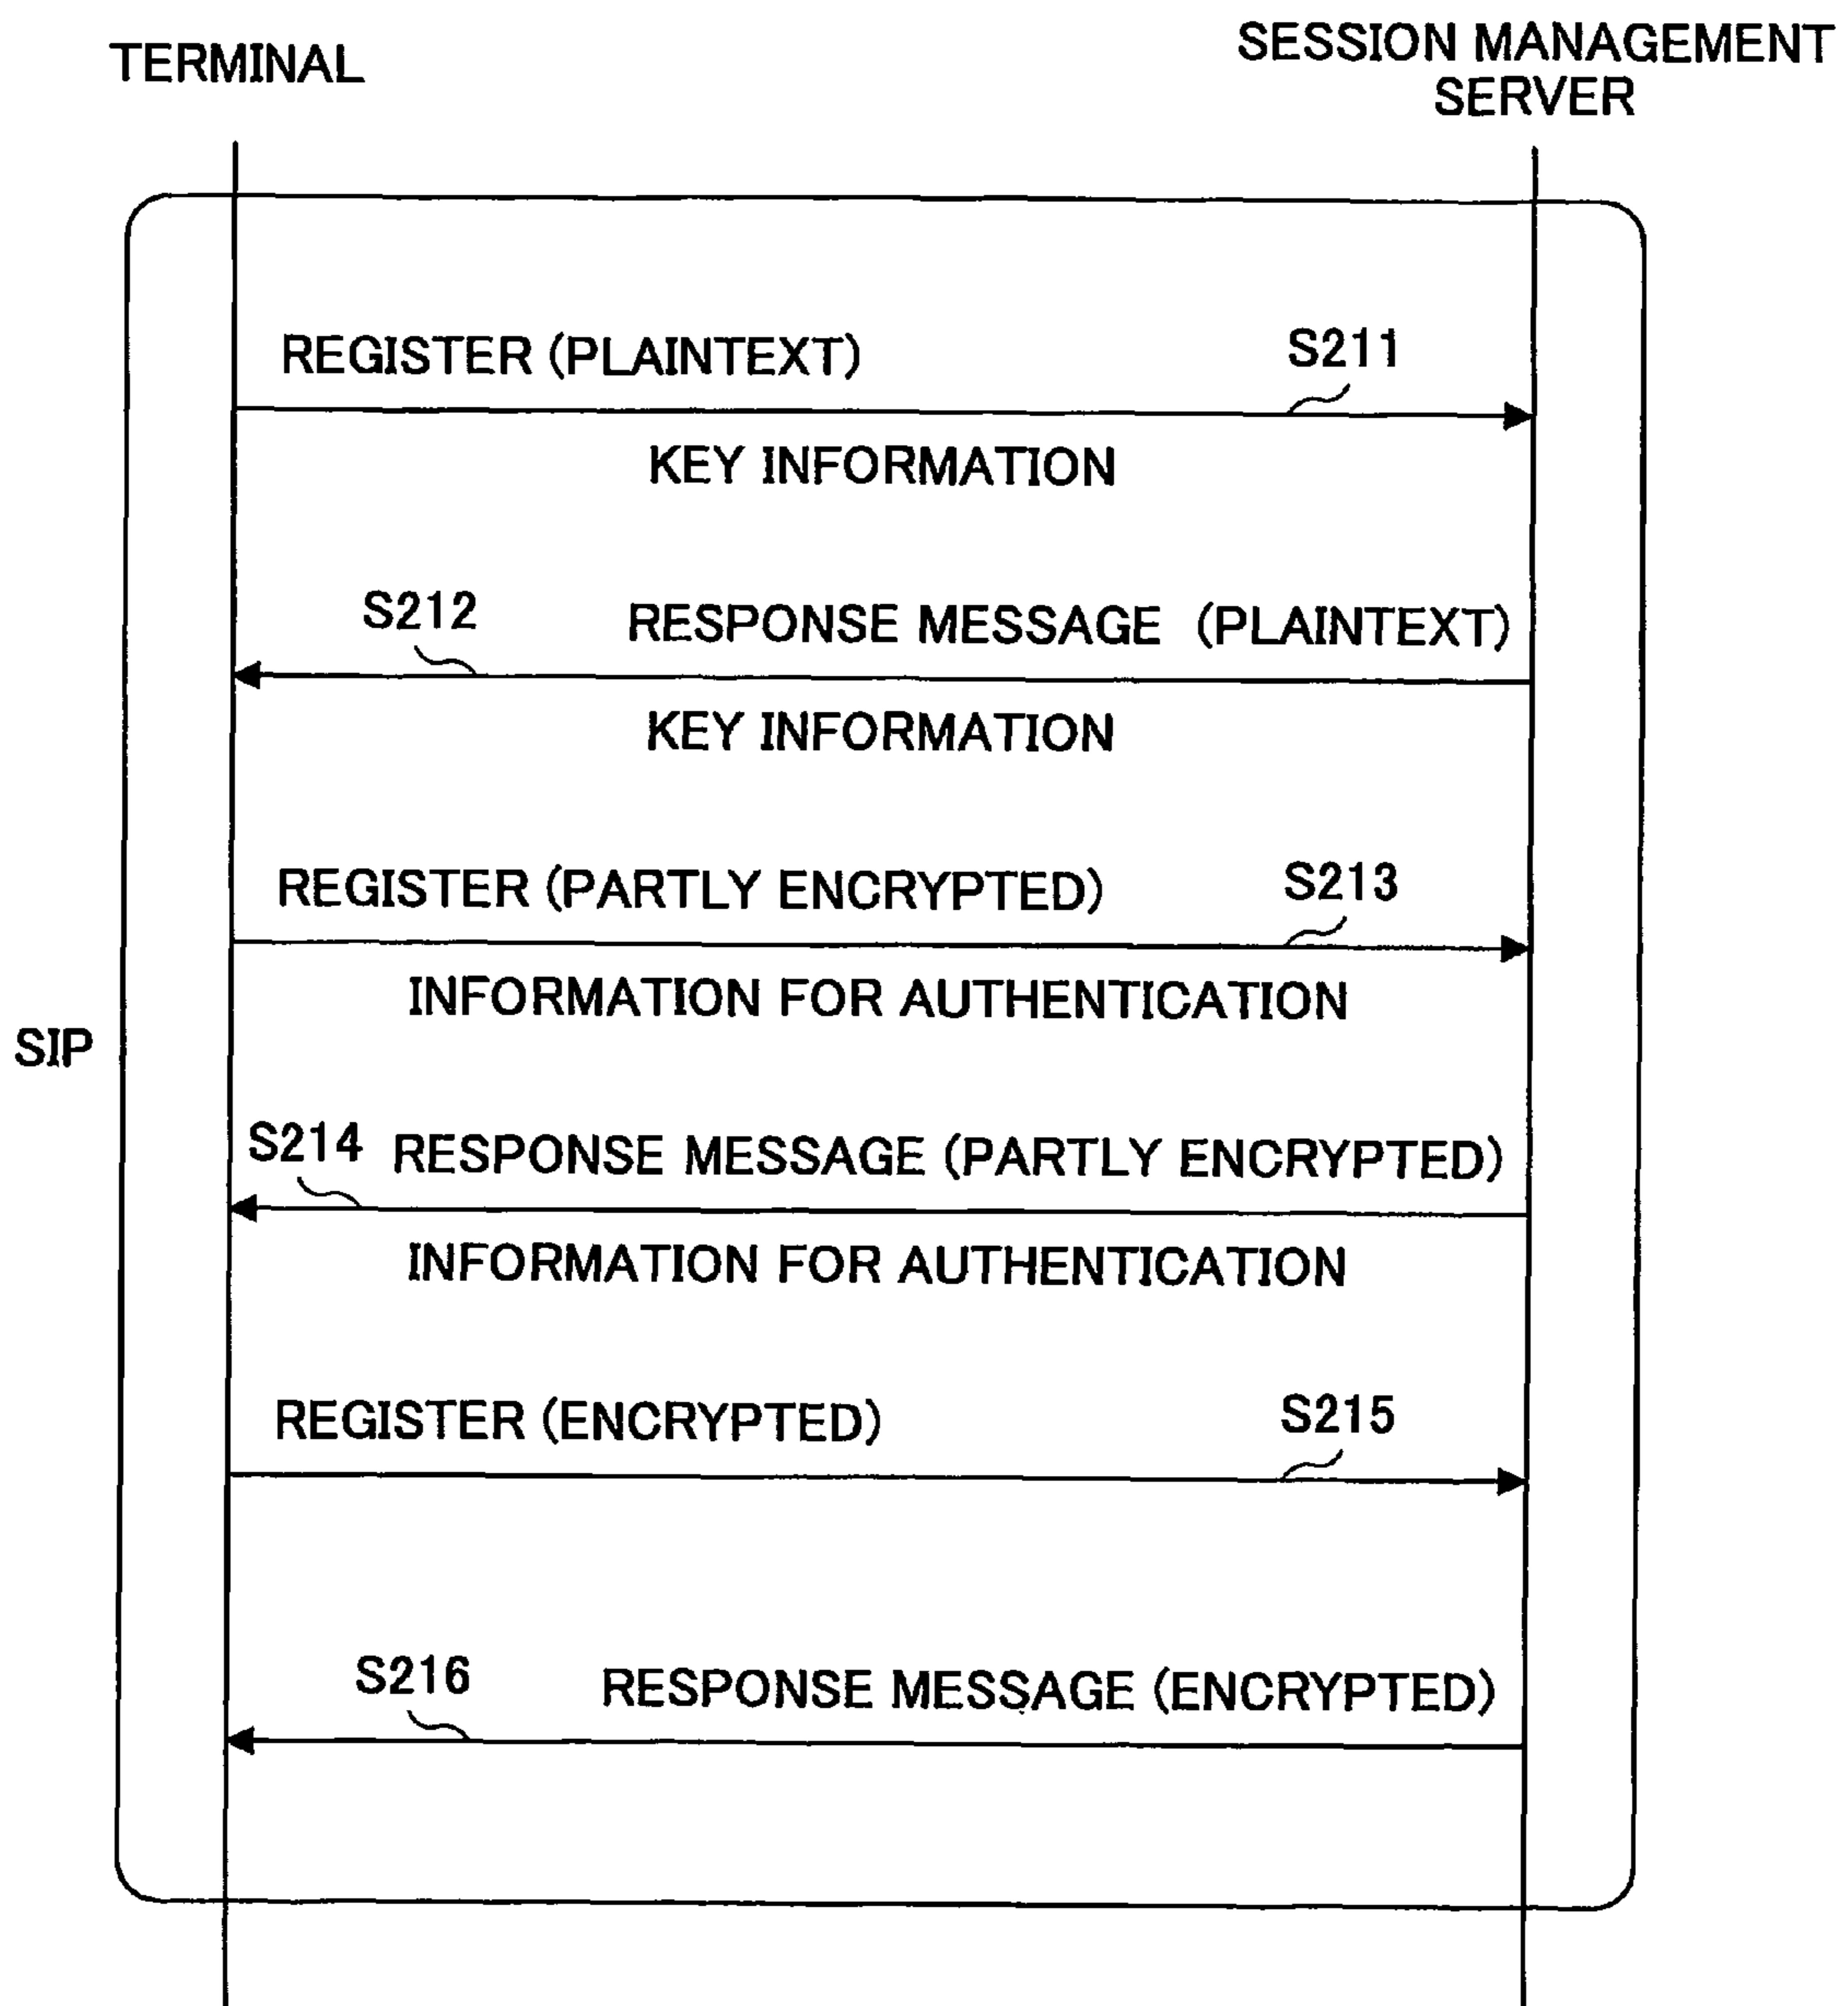 TERMINAL
SESSION MANAGEMENT
SERVER
REGISTER (PLAINTEXT)
S211
KEY INFORMATION
S212
RESPONSE MESSAGE (PLAINTEXT)
KEY INFORMATION
REGISTER (PARTLY ENCRYPTED)
S213
INFORMATION FOR AUTHENTICATION
SIP
S214
RESPONSE MESSAGE (PARTLY ENCRYPTED)
INFORMATION FOR AUTHENTICATION
REGISTER (ENCRYPTED)
S215
S216
RESPONSE MESSAGE (ENCRYPTED)